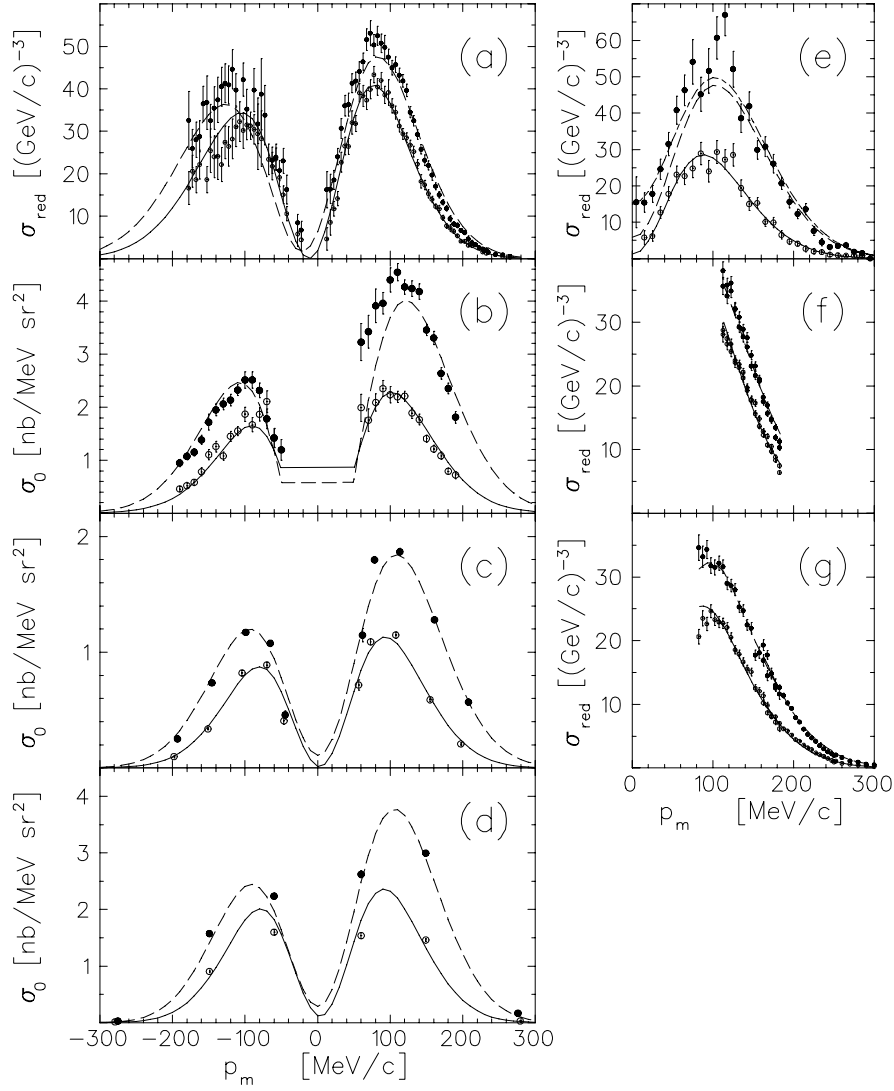 50
40
30
20
10
σred [(GeV/c)⁻³]
(a)
4
3
2
1
σ0 [nb/MeV sr²]
(b)
2
1
σ0 [nb/MeV sr²]
(c)
4
3
2
1
σ0 [nb/MeV sr²]
(d)
−300 −200 −100 0 100 200 300
pm [MeV/c]
60
50
40
30
20
10
σred [(GeV/c)⁻³]
(e)
30
20
10
σred [(GeV/c)⁻³]
(f)
30
20
10
σred [(GeV/c)⁻³]
(g)
0 100 200 300
pm [MeV/c]